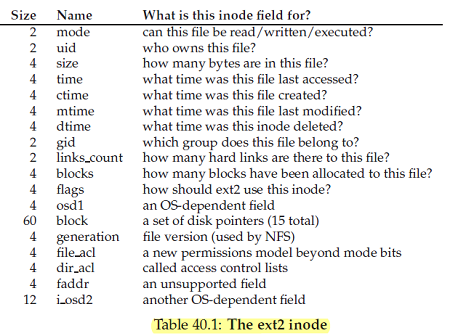 Size Name What is this inode field for?
2 mode can this file be read/written/executed?
2 uid who owns this file?
4 size how many bytes are in this file?
4 time what time was this file last accessed?
4 ctime what time was this file created?
4 mtime what time was this file last modified?
4 dtime what time was this inode deleted?
2 gid which group does this file belong to?
2 links_count how many hard links are there to this file?
4 blocks how many blocks have been allocated to this file?
4 flags how should ext2 use this inode?
4 osd1 an OS-dependent field
60 block a set of disk pointers (15 total)
4 generation file version (used by NFS)
4 file_acl a new permissions model beyond mode bits
4 dir_acl called access control lists
4 faddr an unsupported field
12 i_osd2 another OS-dependent field
Table 40.1: The ext2 inode